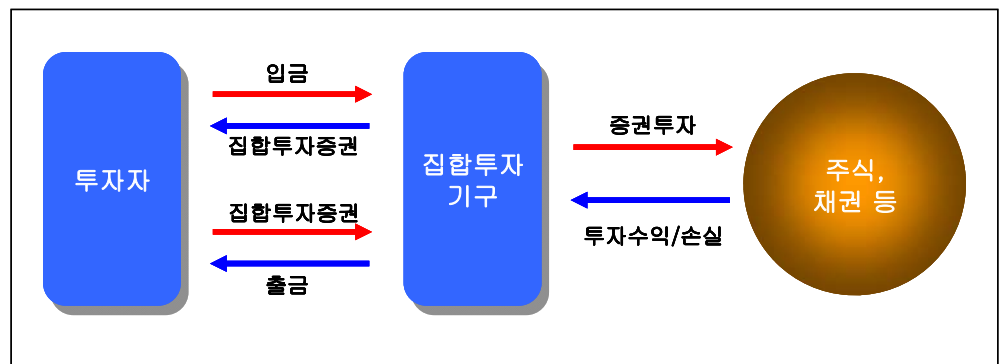 투자자
입금
집합투자증권
집합투자증권
출금
집합투자
기구
증권투자
투자수익/손실
주식,
채권 등